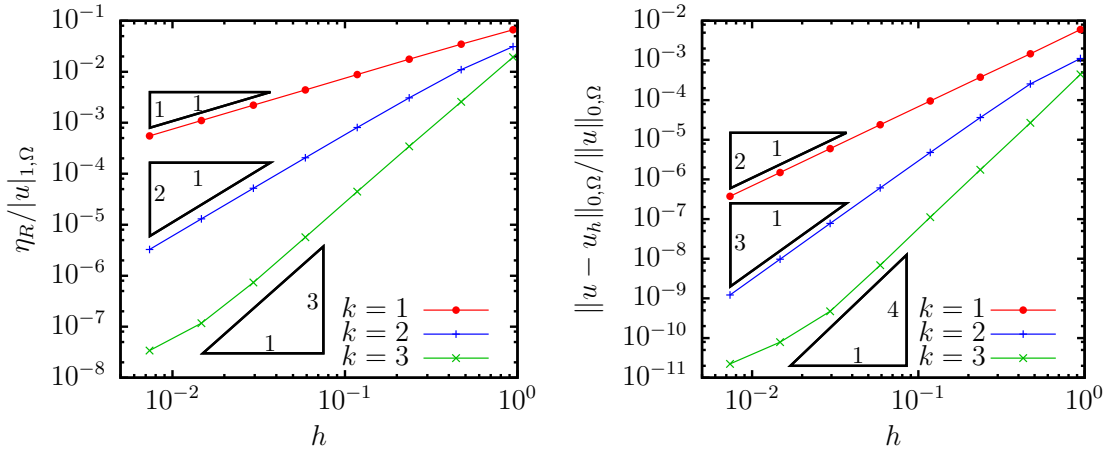 10^{-1}
10^{-2}
10^{-3}
10^{-4}
10^{-5}
10^{-6}
10^{-7}
10^{-8}
η_R/|u|_{1,Ω}
1 1
2 1
3 1
k = 1
k = 2
k = 3
10^{-2} 10^{-1} 10^{0}
h
10^{-2}
10^{-3}
10^{-4}
10^{-5}
10^{-6}
10^{-7}
10^{-8}
10^{-9}
10^{-10}
10^{-11}
‖u − u_h‖_{0,Ω}/‖u‖_{0,Ω}
2 1
3 1
4 1
k = 1
k = 2
k = 3
10^{-2} 10^{-1} 10^{0}
h